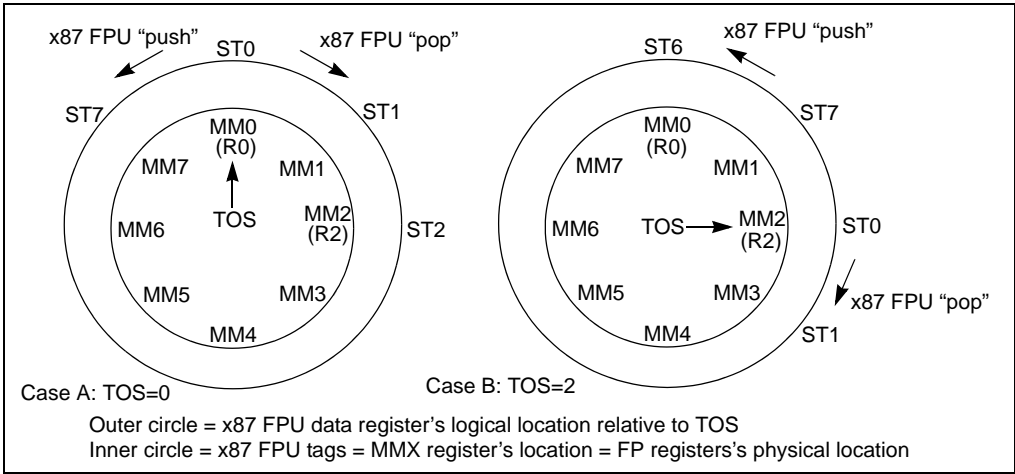 x87 FPU “push”
x87 FPU “pop”
ST0
ST7
ST1
MM0
(R0)
MM7
MM1
TOS
MM2
(R2)
MM6
ST2
MM5
MM3
MM4
Case A: TOS=0
x87 FPU “push”
ST6
ST7
MM0
(R0)
MM7
MM1
TOS
MM2
(R2)
MM6
ST0
MM5
MM3
x87 FPU “pop”
MM4
ST1
Case B: TOS=2
Outer circle = x87 FPU data register’s logical location relative to TOS
Inner circle = x87 FPU tags = MMX register’s location = FP registers’s physical location